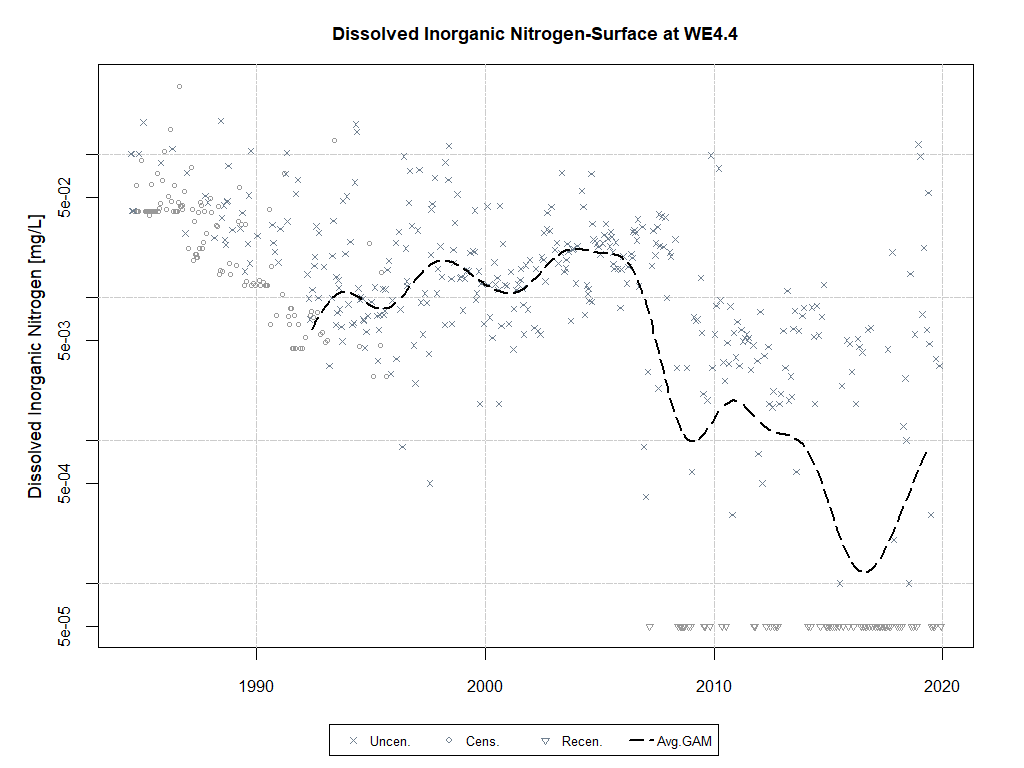 Dissolved Inorganic Nitrogen-Surface at WE4.4
Dissolved Inorganic Nitrogen [mg/L]
5e-02
5e-03
5e-04
5e-05
1990 2000 2010 2020
Uncen. Cens. Recen. Avg.GAM